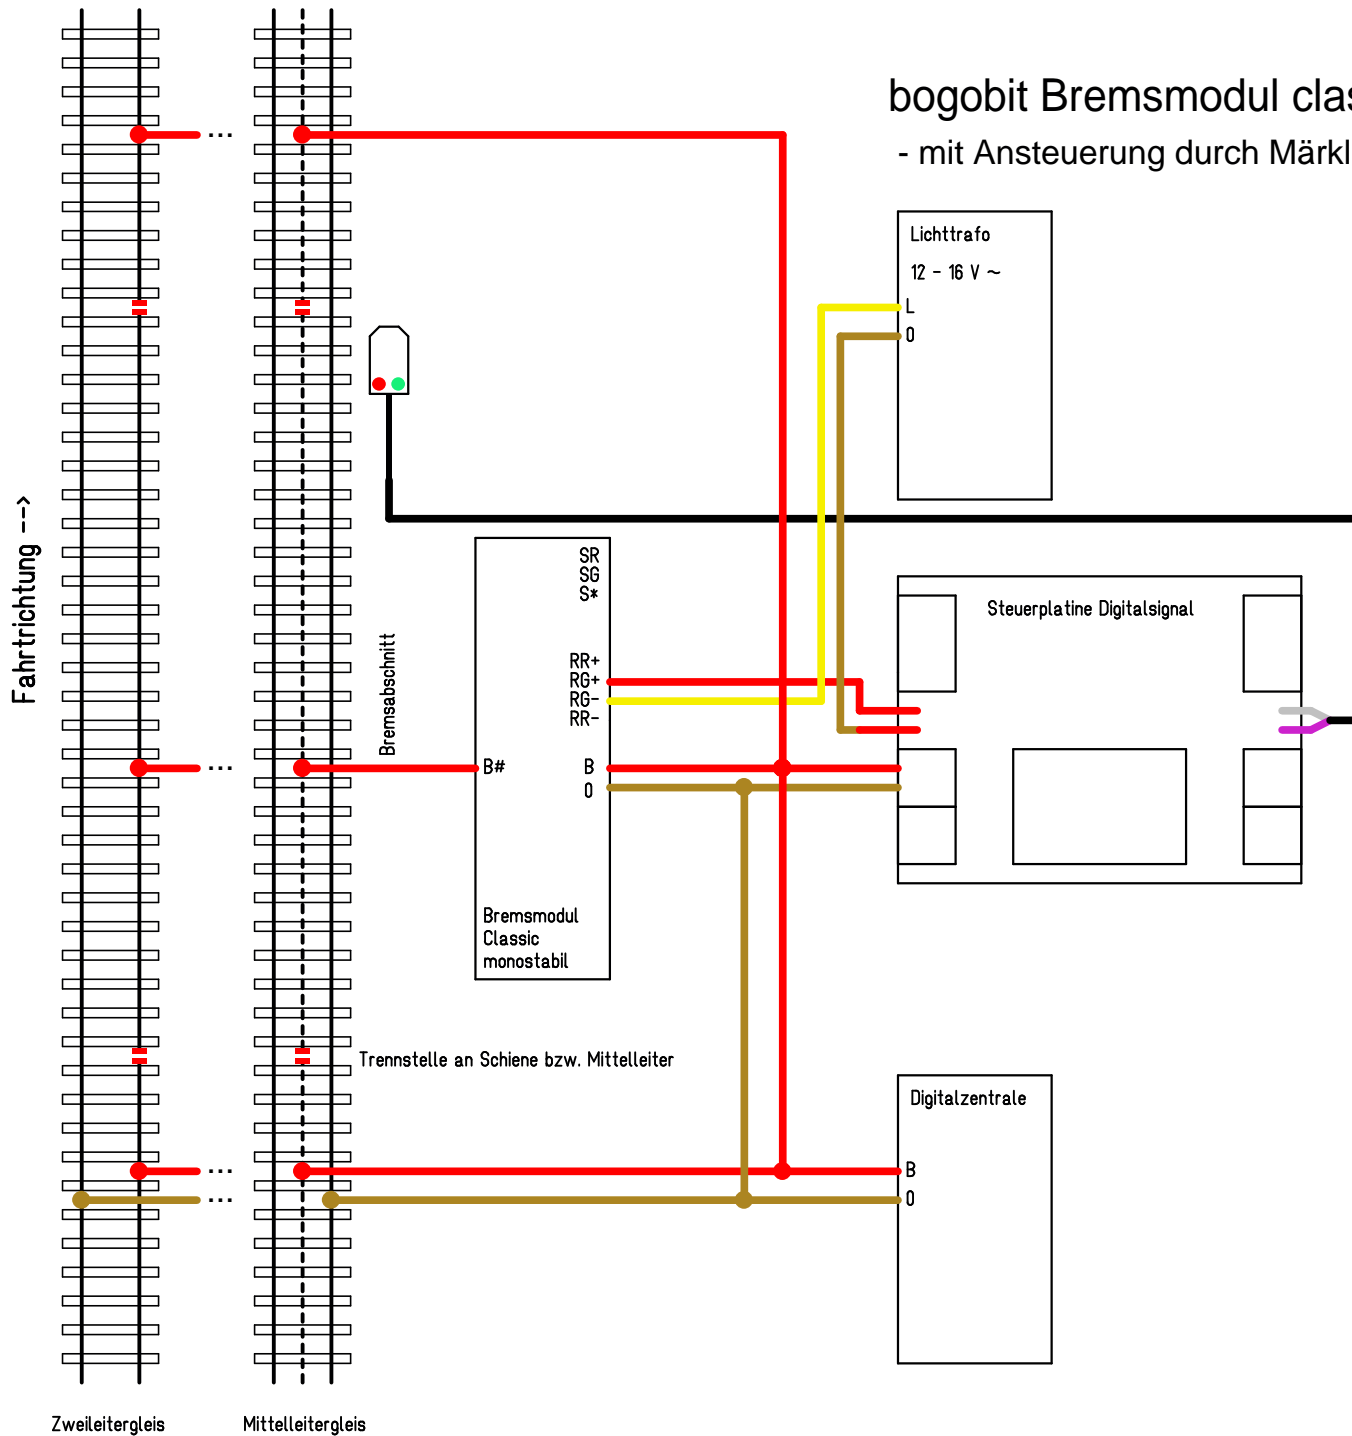 bogobit Bremsmodul clas
- mit Ansteuerung durch Märkl
...
Lichttrafo
12 - 16 V ~
L
0
Fahrtrichtung -->
SR
SG
S*
Steuerplatine Digitalsignal
Bremsabschnitt
RR+
RG+
RG-
RR-
...
B# B
0
Bremsmodul
Classic
monostabil
Trennstelle an Schiene bzw. Mittelleiter
Digitalzentrale
...
B
...
0
Zweileitergleis Mittelleitergleis